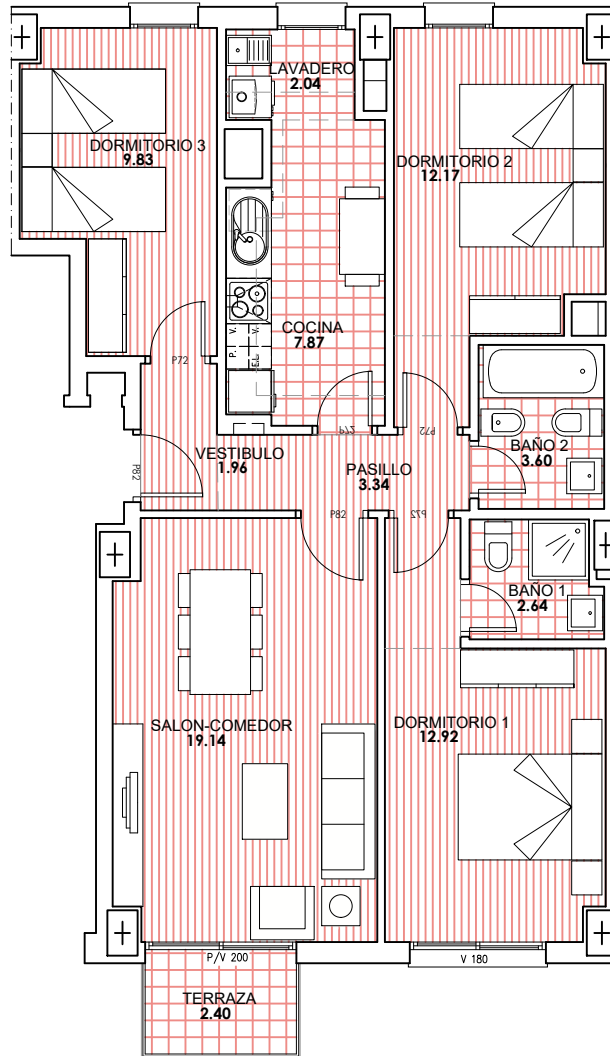 LAVADERO
2.04
DORMITORIO 3
9.83
DORMITORIO 2
12.17
COCINA
7.87
P. V.
E.L. V.
P72
P72
P72
BAÑO 2
3.60
VESTIBULO
1.96
PASILLO
3.34
P82
P82
P72
BAÑO 1
2.64
SALON-COMEDOR
19.14
DORMITORIO 1
12.92
P/V 200
V 180
TERRAZA
2.40